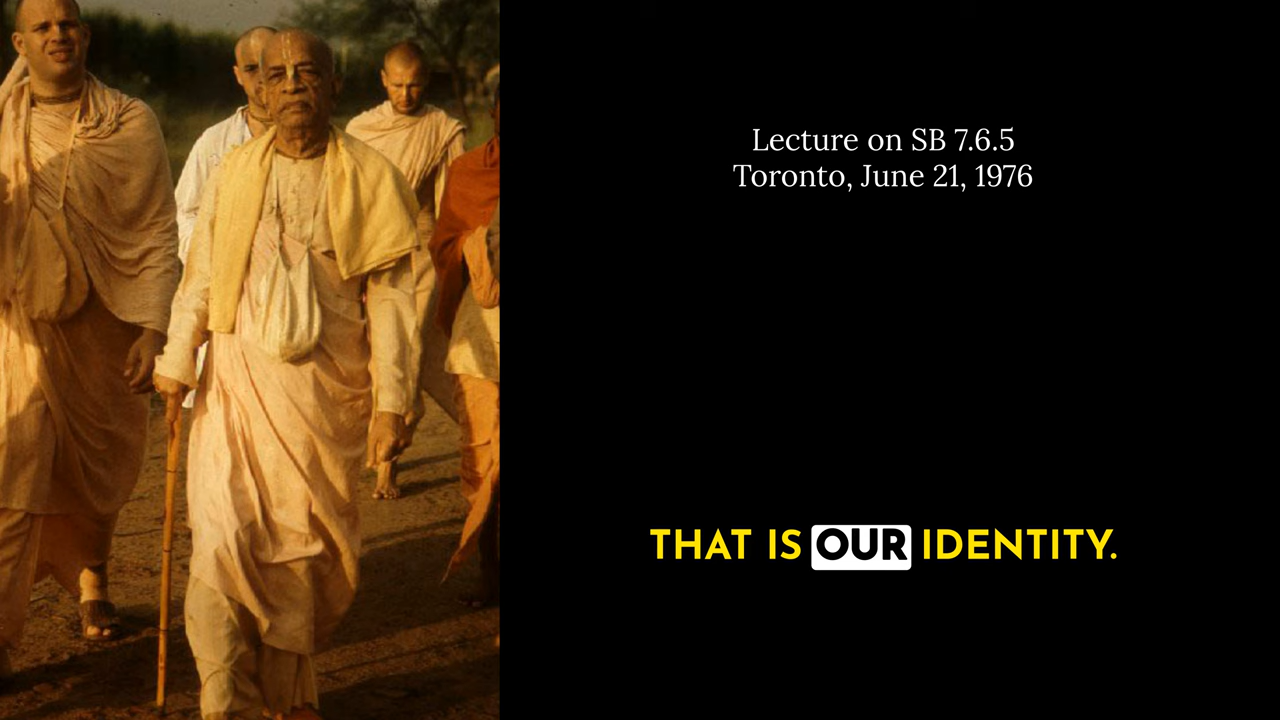 Lecture on SB 7.6.5
Toronto, June 21, 1976
THAT IS OUR IDENTITY.